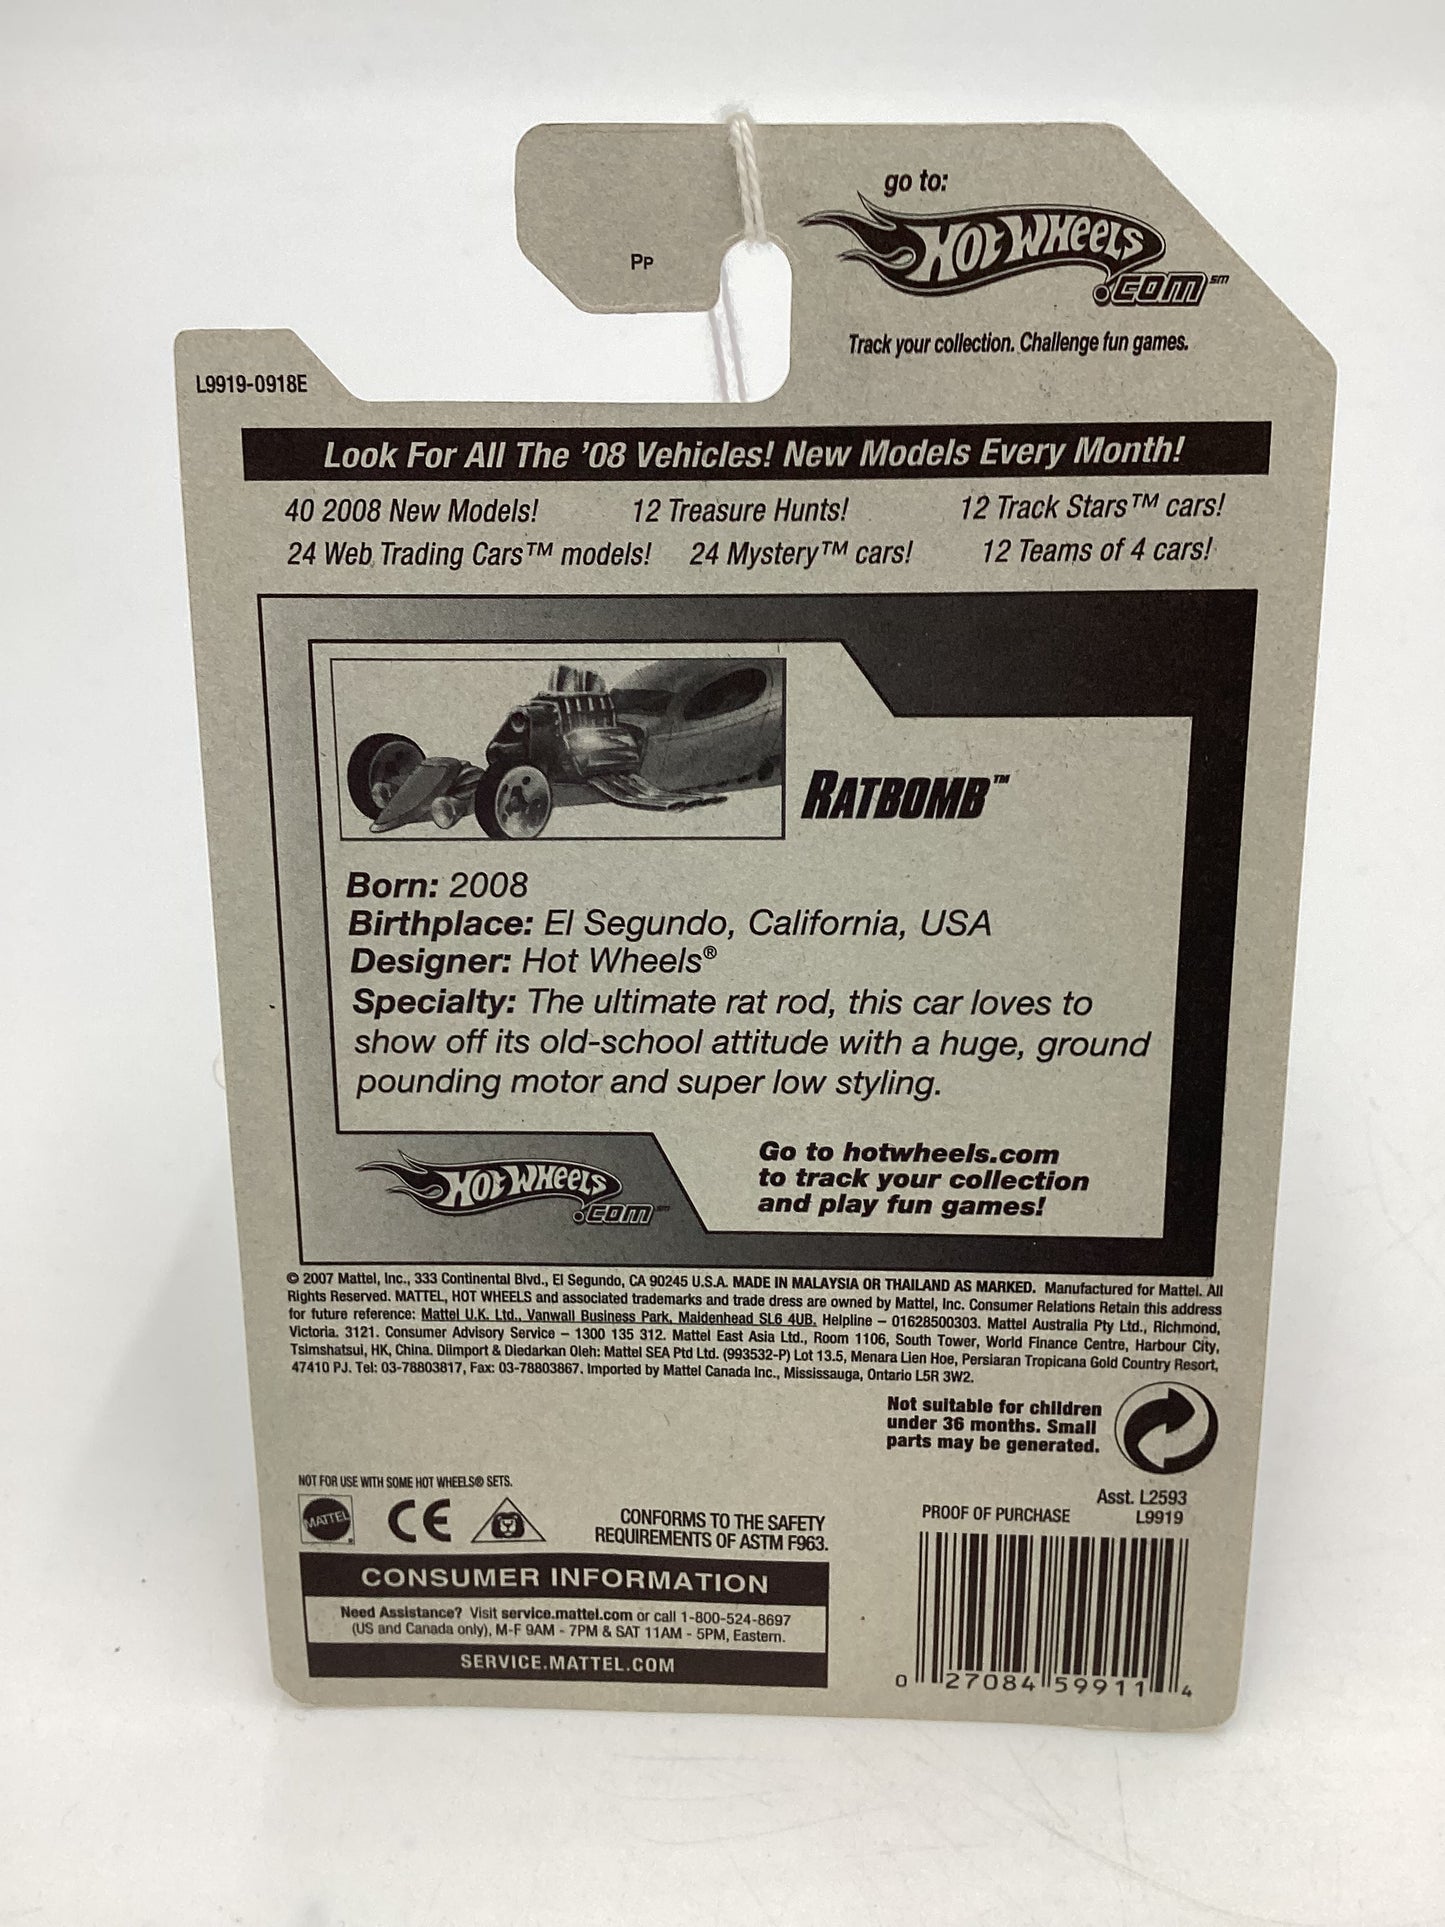 go to:
Hot Wheels
.com SM
Pp
Track your collection. Challenge fun games.
L9919-0918E
Look For All The '08 Vehicles! New Models Every Month!
40 2008 New Models! 12 Treasure Hunts! 12 Track Stars™ cars!
24 Web Trading Cars™ models! 24 Mystery™ cars! 12 Teams of 4 cars!
RATBOMB™
Born: 2008
Birthplace: El Segundo, California, USA
Designer: Hot Wheels®
Specialty: The ultimate rat rod, this car loves to
show off its old-school attitude with a huge, ground
pounding motor and super low styling.
Hot Wheels
.com SM
Go to hotwheels.com
to track your collection
and play fun games!
© 2007 Mattel, Inc., 333 Continental Blvd., El Segundo, CA 90245 U.S.A. MADE IN MALAYSIA OR THAILAND AS MARKED. Manufactured for Mattel. All
Rights Reserved. MATTEL, HOT WHEELS and associated trademarks and trade dress are owned by Mattel, Inc. Consumer Relations Retain this address
for future reference: Mattel U.K. Ltd., Vanwall Business Park, Maidenhead SL6 4UB. Helpline – 01628500303. Mattel Australia Pty Ltd., Richmond,
Victoria. 3121. Consumer Advisory Service – 1300 135 312. Mattel East Asia Ltd., Room 1106, South Tower, World Finance Centre, Harbour City,
Tsimshatsui, HK, China. Diimport & Diedarkan Oleh: Mattel SEA Ptd Ltd. (993532-P) Lot 13.5, Menara Lien Hoe, Persiaran Tropicana Gold Country Resort,
47410 PJ. Tel: 03-78803817, Fax: 03-78803867. Imported by Mattel Canada Inc., Mississauga, Ontario L5R 3W2.
Not suitable for children
under 36 months. Small
parts may be generated.
NOT FOR USE WITH SOME HOT WHEELS® SETS.
MATTEL
CE
CONFORMS TO THE SAFETY
REQUIREMENTS OF ASTM F963.
Asst. L2593
PROOF OF PURCHASE L9919
CONSUMER INFORMATION
Need Assistance? Visit service.mattel.com or call 1-800-524-8697
(US and Canada only), M-F 9AM - 7PM & SAT 11AM - 5PM, Eastern.
SERVICE.MATTEL.COM
0 27084 59911 4